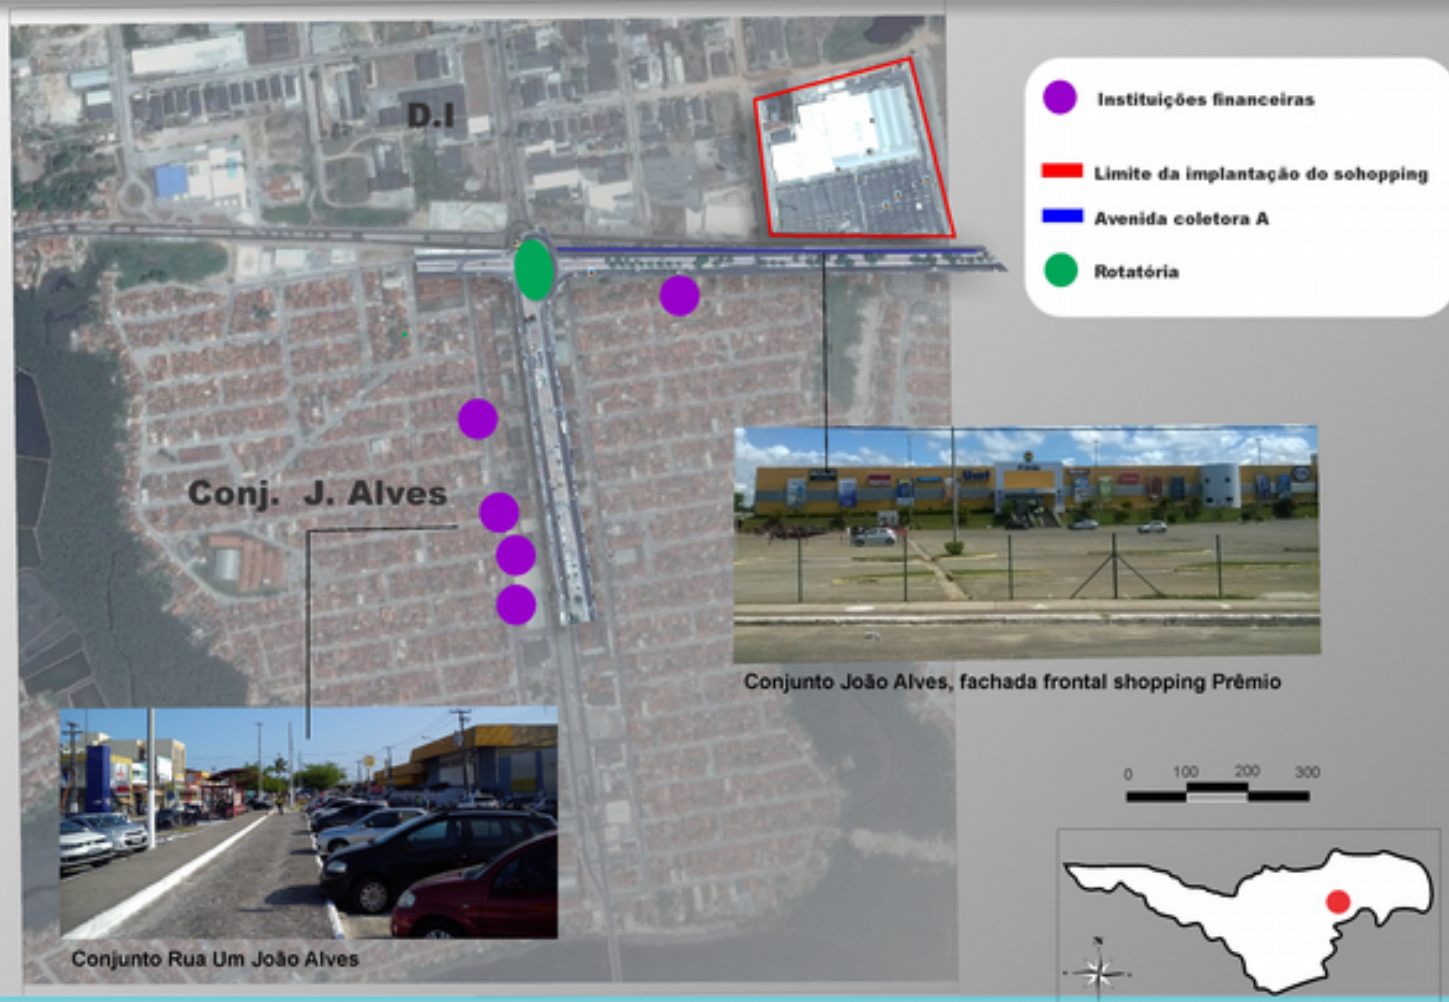 D.I
Instituições financeiras
Limite da implantação do sohopping
Avenida coletora A
Rotatória
Conj. J. Alves
Conjunto João Alves, fachada frontal shopping Prêmio
0 100 200 300
N
Conjunto Rua Um João Alves